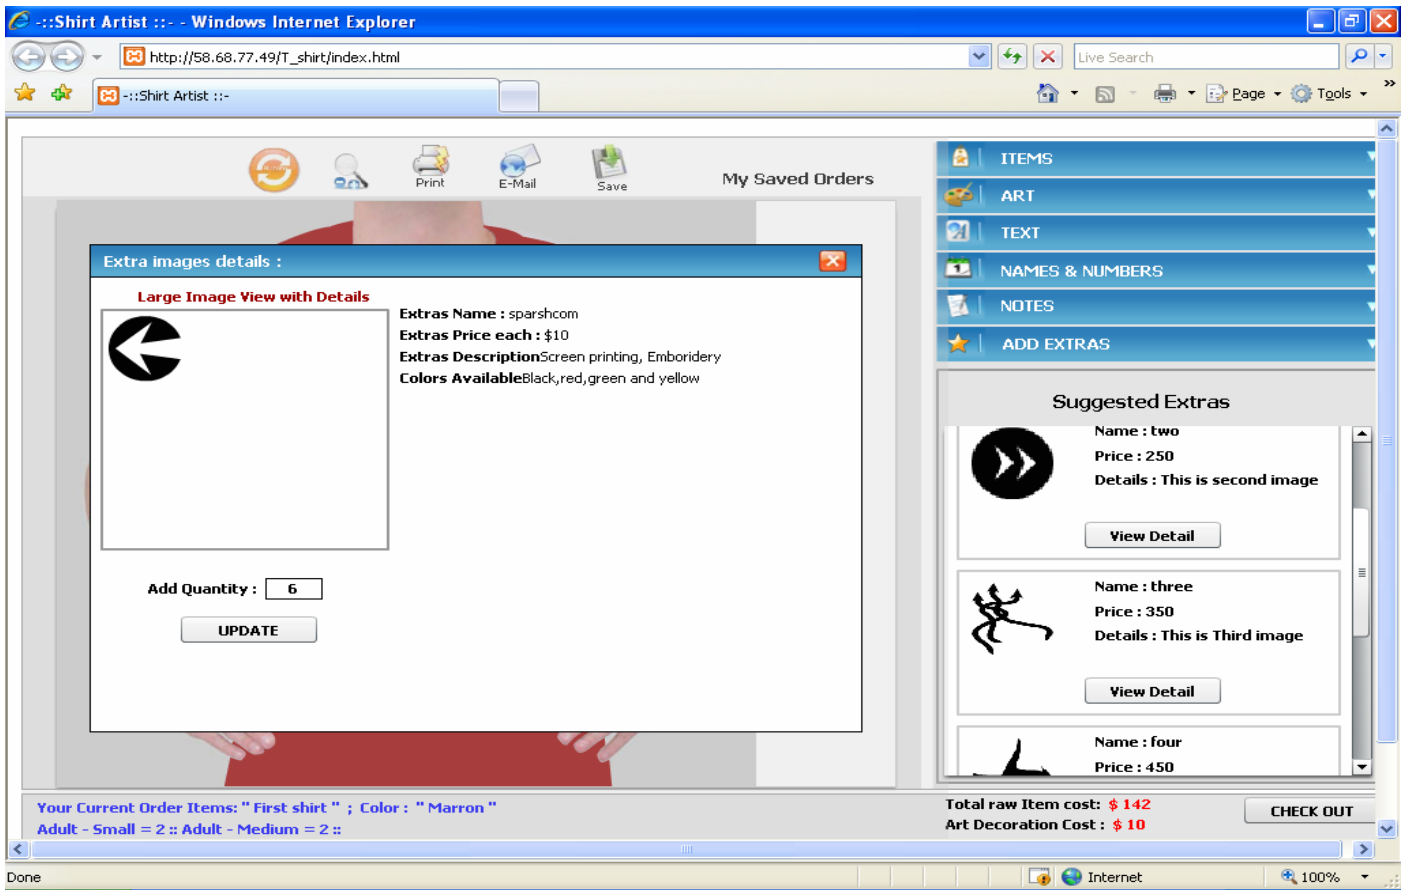 -::Shirt Artist ::- - Windows Internet Explorer
http://58.68.77.49/T_shirt/index.html
Live Search
-::Shirt Artist ::-
Page
Tools
»
Print
E-Mail
Save
My Saved Orders
ITEMS
ART
TEXT
NAMES & NUMBERS
NOTES
ADD EXTRAS
Extra images details :
Large Image View with Details
Extras Name : sparshcom
Extras Price each : $10
Extras DescriptionScreen printing, Emboridery
Colors AvailableBlack,red,green and yellow
Add Quantity : 6
UPDATE
Suggested Extras
Name : two
Price : 250
Details : This is second image
View Detail
Name : three
Price : 350
Details : This is Third image
View Detail
Name : four
Price : 450
Your Current Order Items: " First shirt " ; Color : " Marron "
Adult - Small = 2 :: Adult - Medium = 2 ::
Total raw Item cost: $ 142
Art Decoration Cost : $ 10
CHECK OUT
Done
Internet
100%